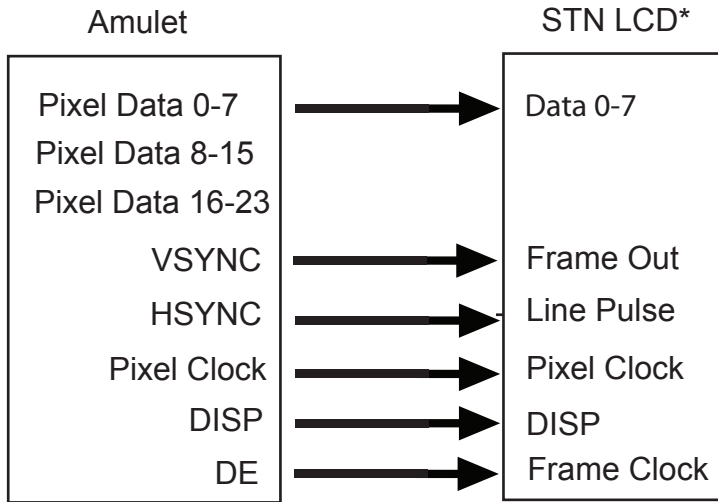 Amulet
STN LCD*
Pixel Data 0-7
Data 0-7
Pixel Data 8-15
Pixel Data 16-23
VSYNC
Frame Out
HSYNC
Line Pulse
Pixel Clock
Pixel Clock
DISP
DISP
DE
Frame Clock